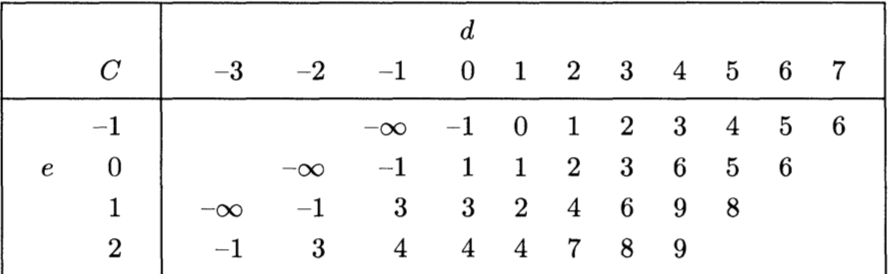 d
C –3 –2 –1 0 1 2 3 4 5 6 7
–1 –∞ –1 0 1 2 3 4 5 6
e 0 –∞ –1 1 1 2 3 6 5 6
1 –∞ –1 3 3 2 4 6 9 8
2 –1 3 4 4 4 7 8 9